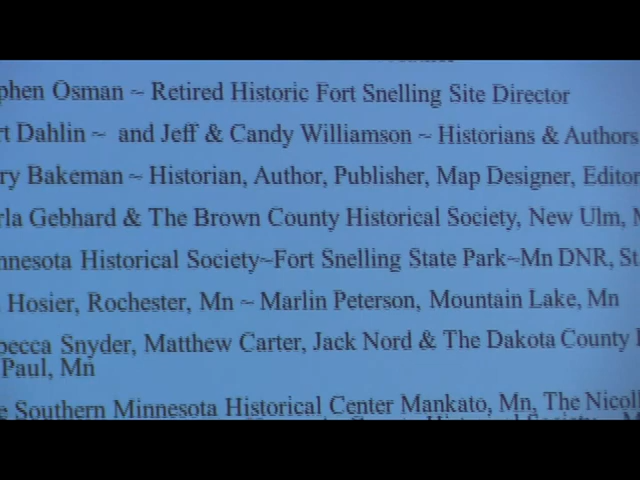 phen Osman ~ Retired Historic Fort Snelling Site Director
rt Dahlin ~ and Jeff & Candy Williamson ~ Historians & Authors
ry Bakeman ~ Historian, Author, Publisher, Map Designer, Editor
rla Gebhard & The Brown County Historical Society, New Ulm, M
nnesota Historical Society~Fort Snelling State Park~Mn DNR, St
Hosier, Rochester, Mn ~ Marlin Peterson, Mountain Lake, Mn
becca Snyder, Matthew Carter, Jack Nord & The Dakota County
Paul, Mn
e Southern Minnesota Historical Center Mankato, Mn, The Nicoll